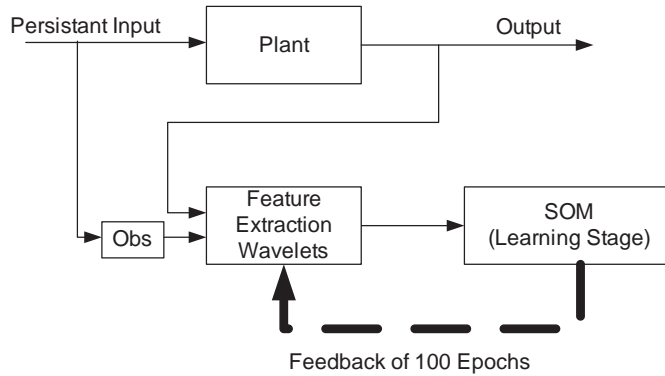 Persistant Input
Plant
Output
Feature
Extraction
Wavelets
SOM
(Learning Stage)
Obs
Feedback of 100 Epochs